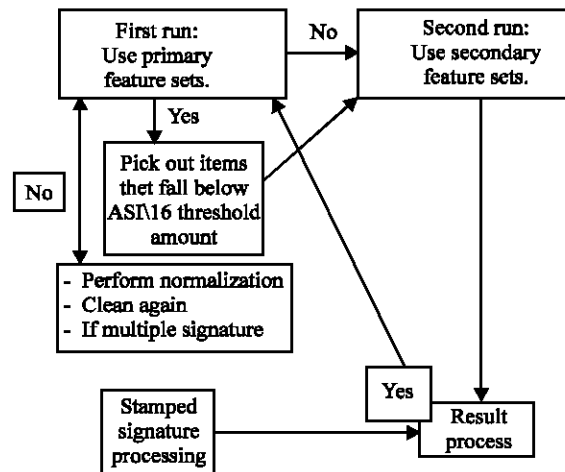 First run:
Use primary
feature sets.
No
Second run:
Use secondary
feature sets.
Yes
Pick out items
thet fall below
ASI\16 threshold
amount
No
- Perform normalization
- Clean again
- If multiple signature
Stamped
signature
processing
Yes
Result
process